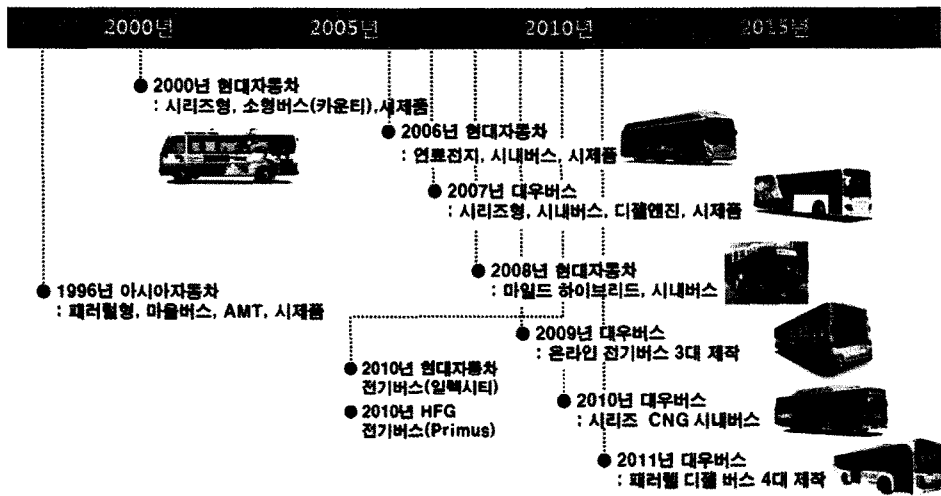 2000년 2005년 2010년 2015년
2000년 현대자동차
: 시리즈형, 소형버스(카운티),시제품
2006년 현대자동차
: 연료전지, 시내버스, 시제품
2007년 대우버스
: 시리즈형, 시내버스, 디젤엔진, 시제품
2008년 현대자동차
: 마일드 하이브리드, 시내버스
1996년 아시아자동차
: 패러럴형, 마을버스, AMT, 시제품
2009년 대우버스
: 온라인 전기버스 3대 제작
2010년 현대자동차
전기버스(일렉시티)
2010년 HFG
전기버스(Primus)
2010년 대우버스
: 시리즈 CNG 시내버스
2011년 대우버스
: 패러렐 디젤 버스 4대 제작